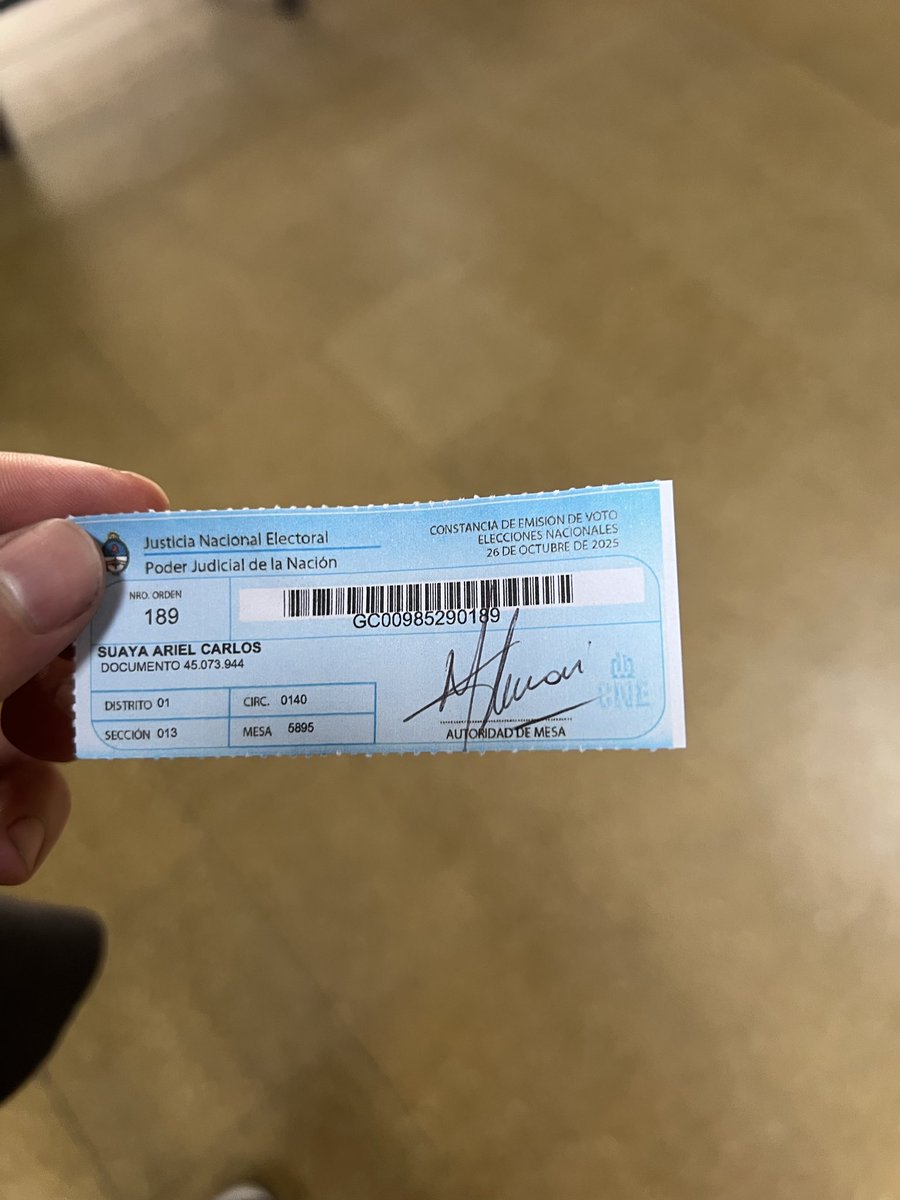 Justicia Nacional Electoral
Poder Judicial de la Nación
CONSTANCIA DE EMISION DE VOTO
ELECCIONES NACIONALES
26 DE OCTUBRE DE 2025
NRO. ORDEN
189
GC00985290189
SUAYA ARIEL CARLOS
DOCUMENTO 45.073.944
DISTRITO 01
CIRC. 0140
SECCIÓN 013
MESA 5895
AUTORIDAD DE MESA